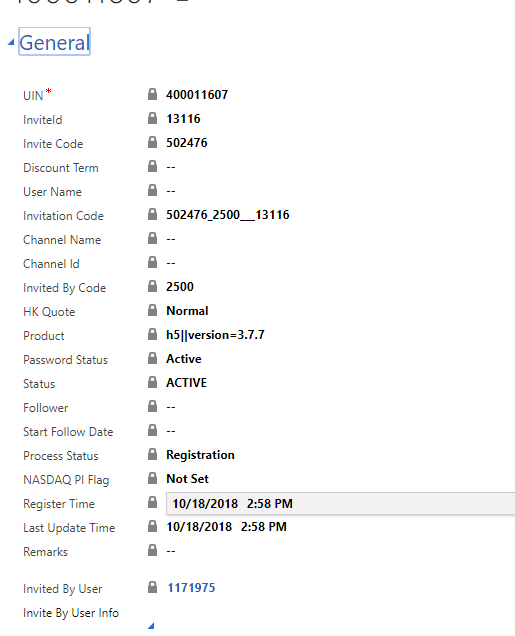 General
UIN* 400011607
InviteId 13116
Invite Code 502476
Discount Term --
User Name --
Invitation Code 502476_2500__13116
Channel Name --
Channel Id --
Invited By Code 2500
HK Quote Normal
Product h5||version=3.7.7
Password Status Active
Status ACTIVE
Follower --
Start Follow Date --
Process Status Registration
NASDAQ PI Flag Not Set
Register Time 10/18/2018 2:58 PM
Last Update Time 10/18/2018 2:58 PM
Remarks --
Invited By User 1171975
Invite By User Info